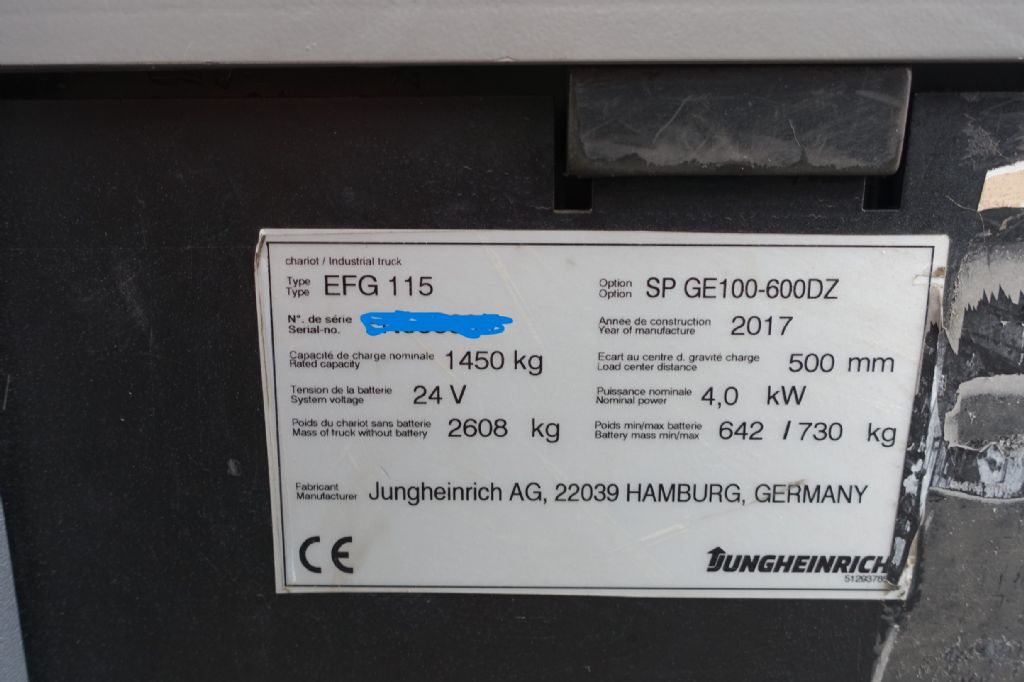 chariot / Industrial truck
Type
Type EFG 115
Option
Option SP GE100-600DZ
N°. de série
Serial-no.
Annee de construction
Year of manufacture 2017
Capacité de charge nominale
Rated capacity 1450 kg
Ecart au centre d. gravité charge
Load center distance 500 mm
Tension de la batterie
System voltage 24 V
Puissance nominale
Nominal power 4,0 kW
Poids du chariot sans batterie
Mass of truck without battery 2608 kg
Poids min/max batterie
Battery mass min/max 642 / 730 kg
Fabricant
Manufacturer Jungheinrich AG, 22039 HAMBURG, GERMANY
CE
JUNGHEINRICH